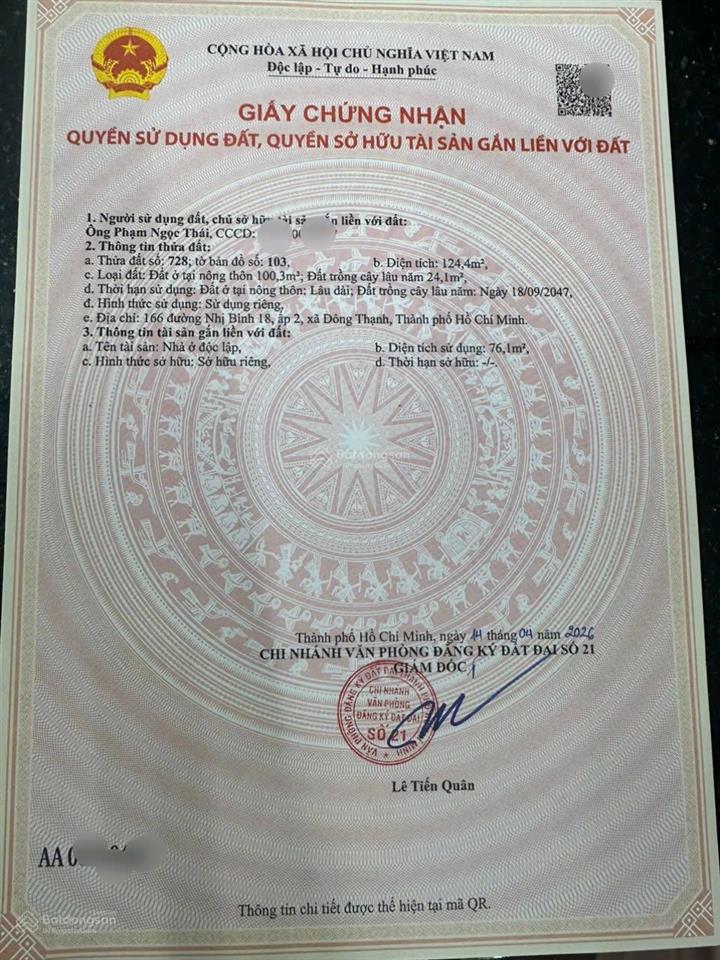 CỘNG HÒA XÃ HỘI CHỦ NGHĨA VIỆT NAM
Độc lập - Tự do - Hạnh phúc
GIẤY CHỨNG NHẬN
QUYỀN SỬ DỤNG ĐẤT, QUYỀN SỞ HỮU TÀI SẢN GẮN LIỀN VỚI ĐẤT
1. Người sử dụng đất, chủ sở hữu tài sản gắn liền với đất:
Ông Phạm Ngọc Thái, CCCD:
2. Thông tin thửa đất:
a. Thửa đất số: 728; tờ bản đồ số: 103, b. Diện tích: 124,4m²,
c. Loại đất: Đất ở tại nông thôn 100,3m²; Đất trồng cây lâu năm 24,1m²,
d. Thời hạn sử dụng: Đất ở tại nông thôn: Lâu dài; Đất trồng cây lâu năm: Ngày 18/09/2047,
đ. Hình thức sử dụng: Sử dụng riêng,
e. Địa chỉ: 166 đường Nhị Bình 18, ấp 2, xã Đông Thạnh, Thành phố Hồ Chí Minh.
3. Thông tin tài sản gắn liền với đất:
a. Tên tài sản: Nhà ở độc lập, b. Diện tích sử dụng: 76,1m²,
c. Hình thức sở hữu: Sở hữu riêng, d. Thời hạn sở hữu: -/-.
Batdongsan
Thành phố Hồ Chí Minh, ngày 14 tháng 04 năm 2026
CHI NHÁNH VĂN PHÒNG ĐĂNG KÝ ĐẤT ĐAI SỐ 21
GIÁM ĐỐC
CHI NHÁNH
VĂN PHÒNG
ĐĂNG KÝ ĐẤT ĐAI
SỐ 21
Lê Tiến Quân
AA
Batdongsan
Thông tin chi tiết được thể hiện tại mã QR.